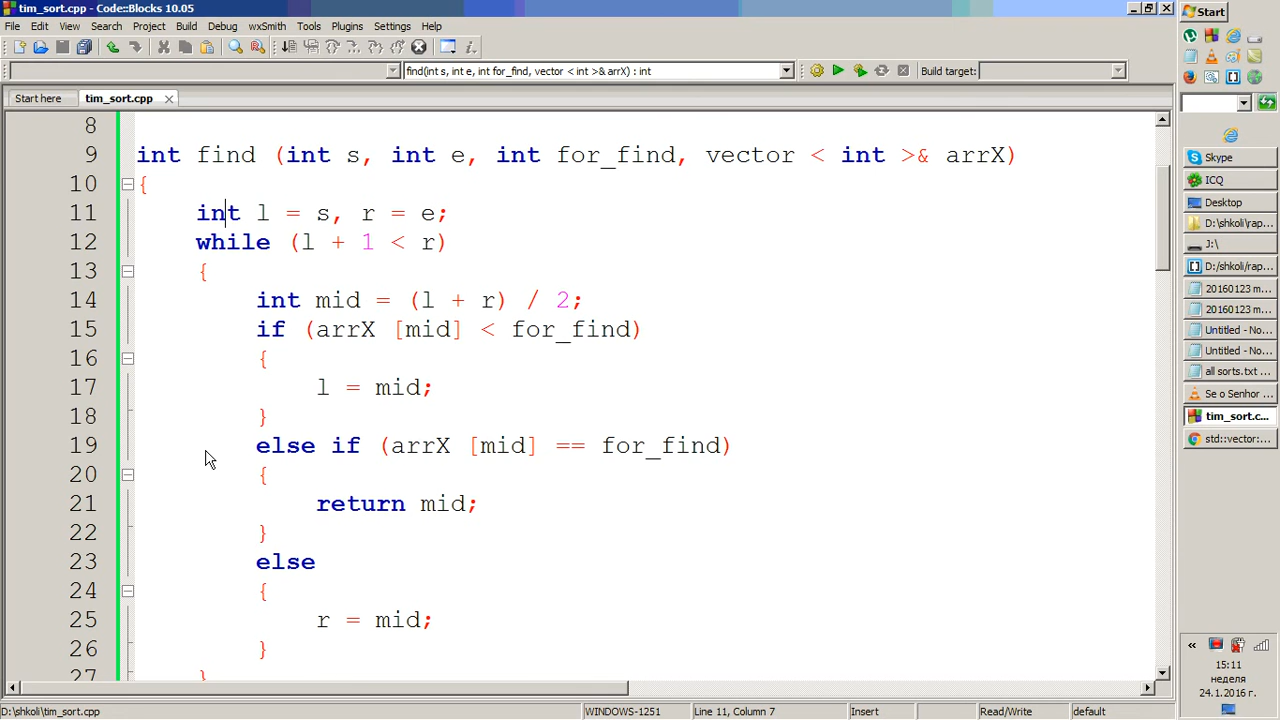 tim_sort.cpp - Code::Blocks 10.05
File Edit View Search Project Build Debug wxSmith Tools Plugins Settings Help
find(int s, int e, int for_find, vector < int >& arrX) : int
Build target:
Start here tim_sort.cpp
8
9 int find (int s, int e, int for_find, vector < int >& arrX)
10 {
11 int l = s, r = e;
12 while (l + 1 < r)
13 {
14 int mid = (l + r) / 2;
15 if (arrX [mid] < for_find)
16 {
17 l = mid;
18 }
19 else if (arrX [mid] == for_find)
20 {
21 return mid;
22 }
23 else
24 {
25 r = mid;
26 }
27 }
D:\shkoli\tim_sort.cpp WINDOWS-1251 Line 11, Column 7 Insert Read/Write default
Start
Skype
ICQ
Desktop
D:\shkoli\rap...
J:\
D:/shkoli/rap...
20160123 m...
20160123 m...
Untitled - No...
Untitled - No...
all sorts.txt ...
Se o Senhor ...
tim_sort.c...
std::vector:...
15:11
неделя
24.1.2016 г.